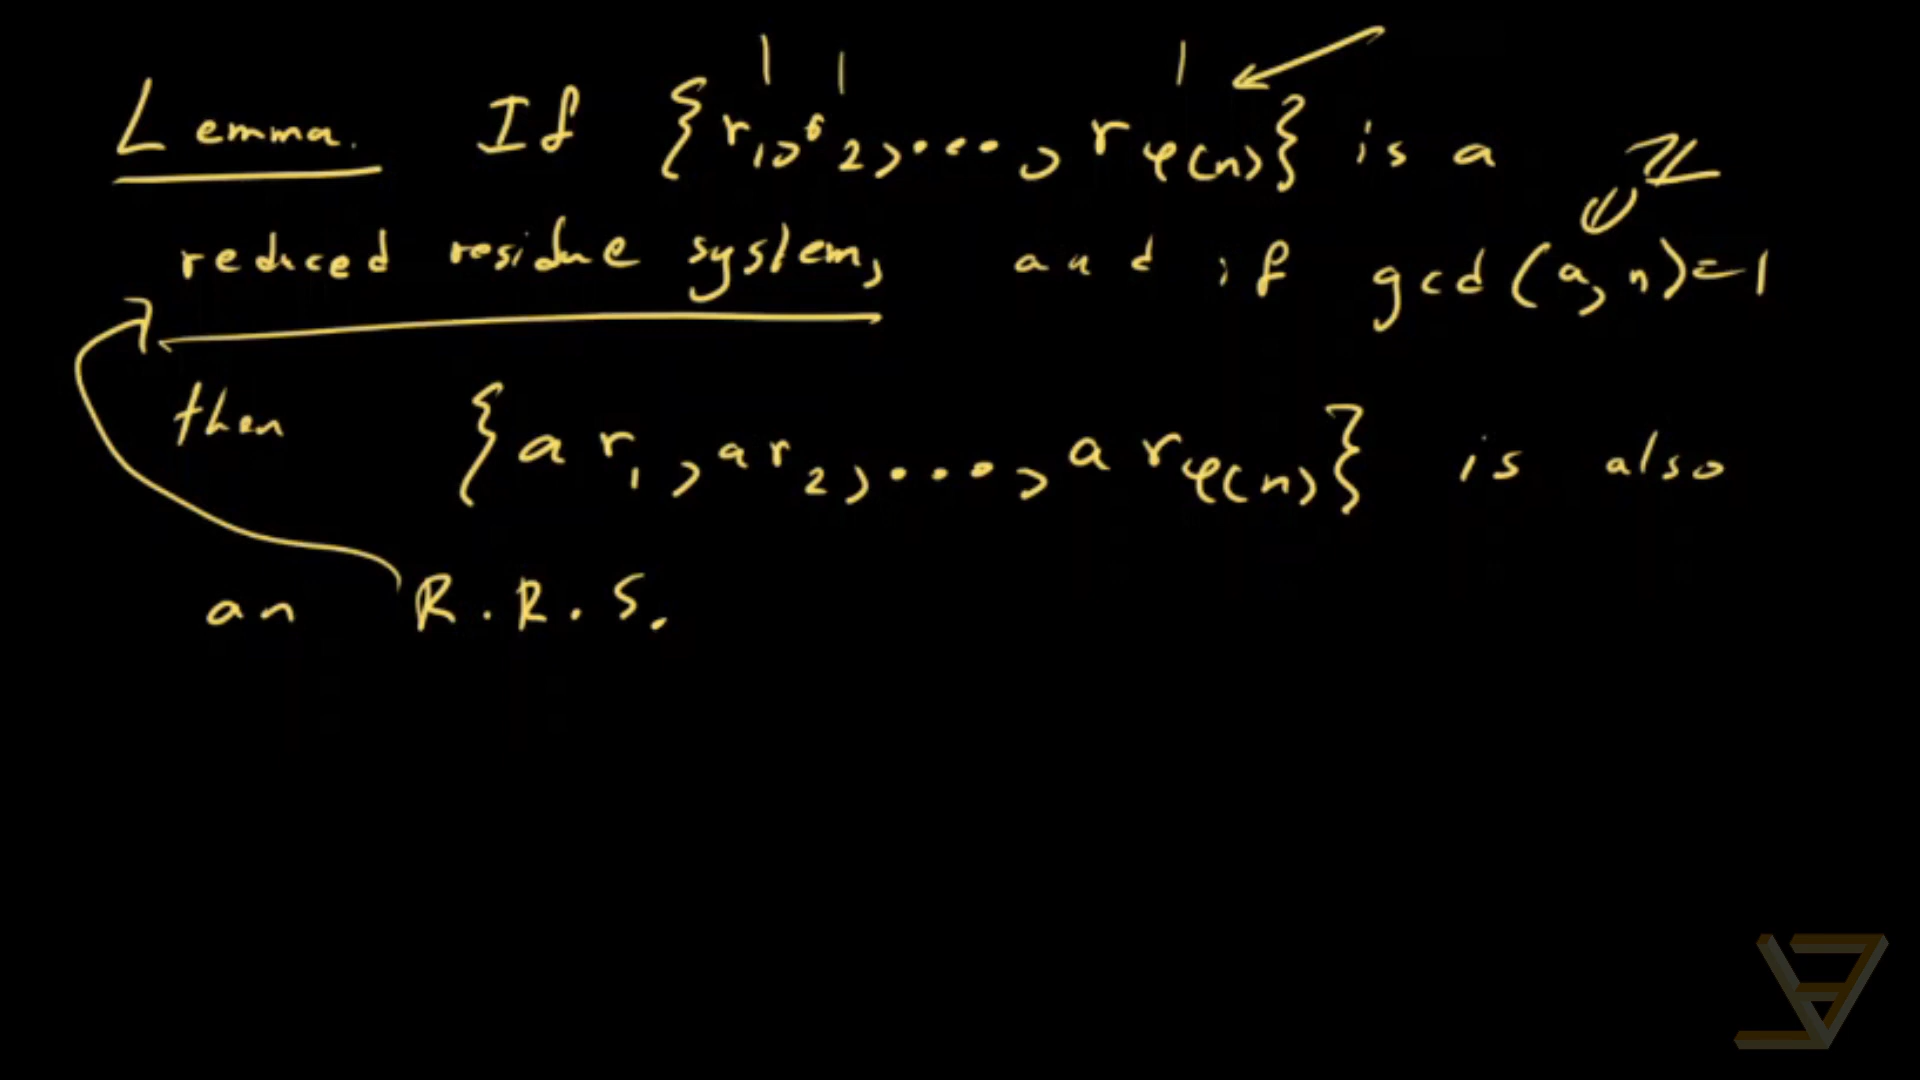 Lemma. If {r₁, r₂, ..., r_φ(n)} is a
ℤ
reduced residue system, and if gcd(a, n)=1
then {ar₁, ar₂, ..., ar_φ(n)} is also
an R.R.S.